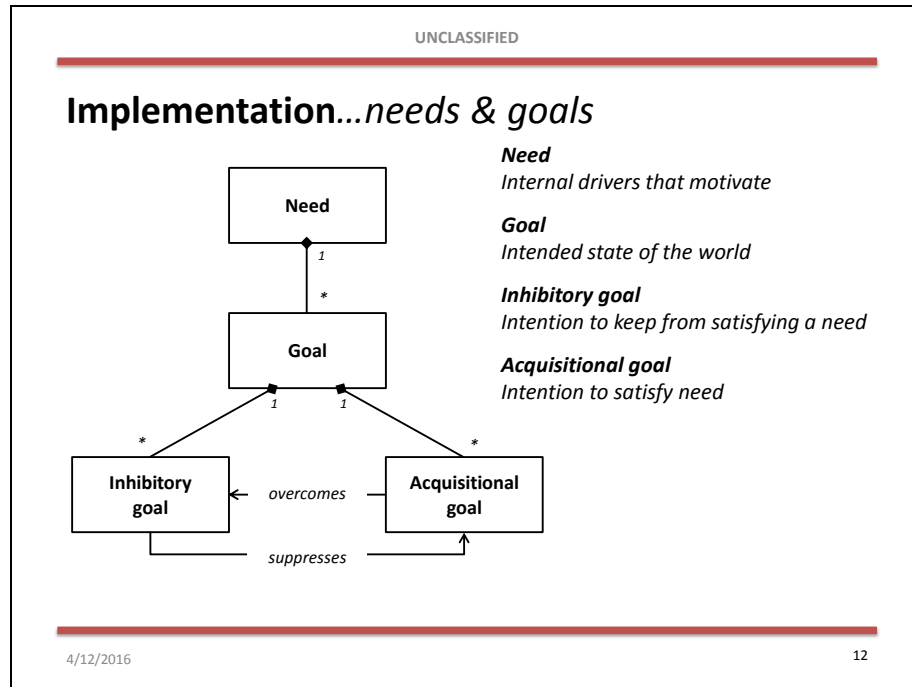 UNCLASSIFIED
Implementation...needs & goals
Need
1
*
Goal
1
1
*
*
Inhibitory
goal
overcomes
Acquisitional
goal
suppresses
Need
Internal drivers that motivate
Goal
Intended state of the world
Inhibitory goal
Intention to keep from satisfying a need
Acquisitional goal
Intention to satisfy need
4/12/2016
12